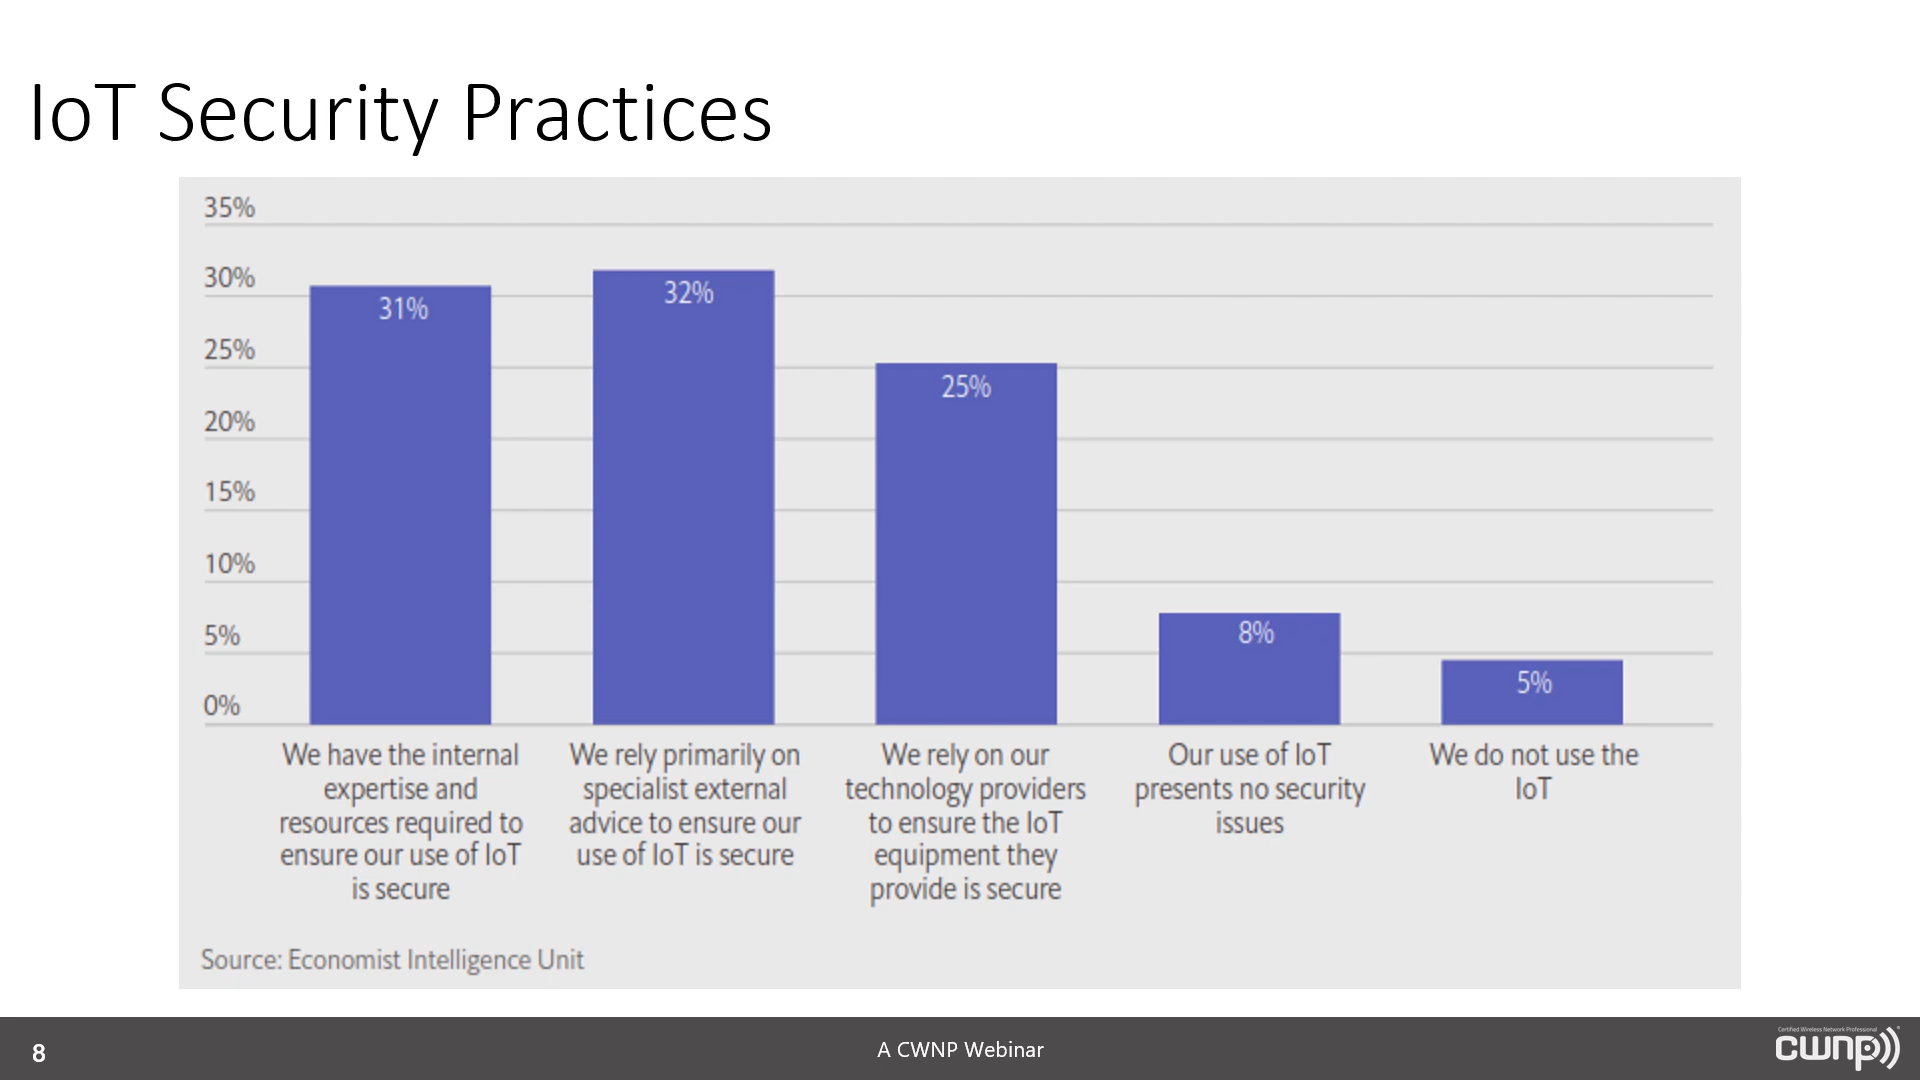 IoT Security Practices
35%
30%
25%
20%
15%
10%
5%
0%
31%
32%
25%
8%
5%
We have the internal
expertise and
resources required to
ensure our use of IoT
is secure
We rely primarily on
specialist external
advice to ensure our
use of IoT is secure
We rely on our
technology providers
to ensure the IoT
equipment they
provide is secure
Our use of IoT
presents no security
issues
We do not use the
IoT
Source: Economist Intelligence Unit
8
A CWNP Webinar
Certified Wireless Network Professional
cwnp